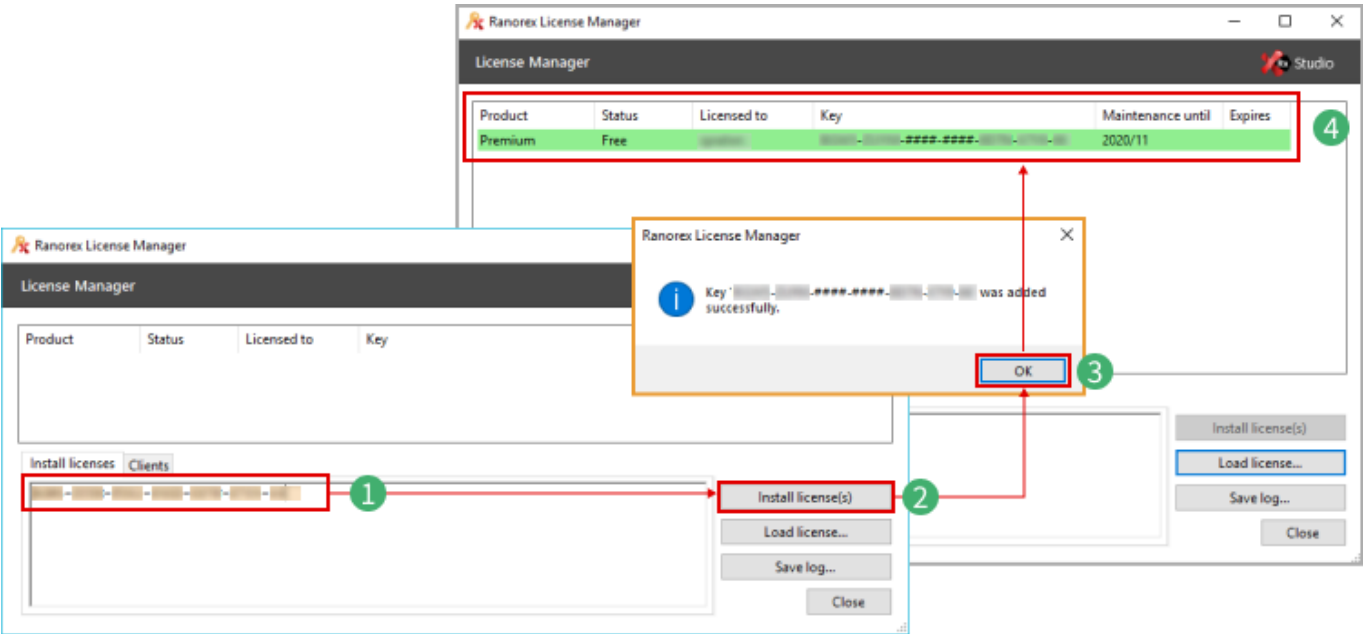 Ranorex License Manager
License Manager
Studio
Product Status Licensed to Key Maintenance until Expires
Premium Free -####-####- 2020/11
4
Ranorex License Manager
Key ' -####-####- was added
successfully.
OK
3
Install license(s)
Load license...
Save log...
Close
Ranorex License Manager
License Manager
Product Status Licensed to Key
Install licenses Clients
1
Install license(s)
2
Load license...
Save log...
Close